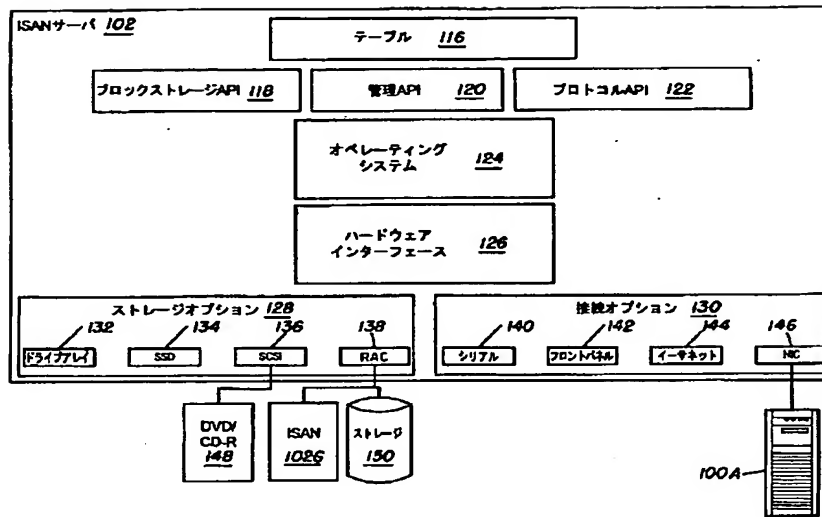 ISANサーバ 102
テーブル 116
ブロックストレージAPI 118
管理API 120
プロトコルAPI 122
オペレーティング
システム 124
ハードウェア
インターフェース 126
ストレージオプション 128
接続オプション 130
132
134
136
138
140
142
144
146
ドライブアレイ
SSD
SCSI
RAC
シリアル
フロントパネル
イーサネット
NIC
DVD/
CD-R
148
ISAN
102G
ストレージ
150
100A